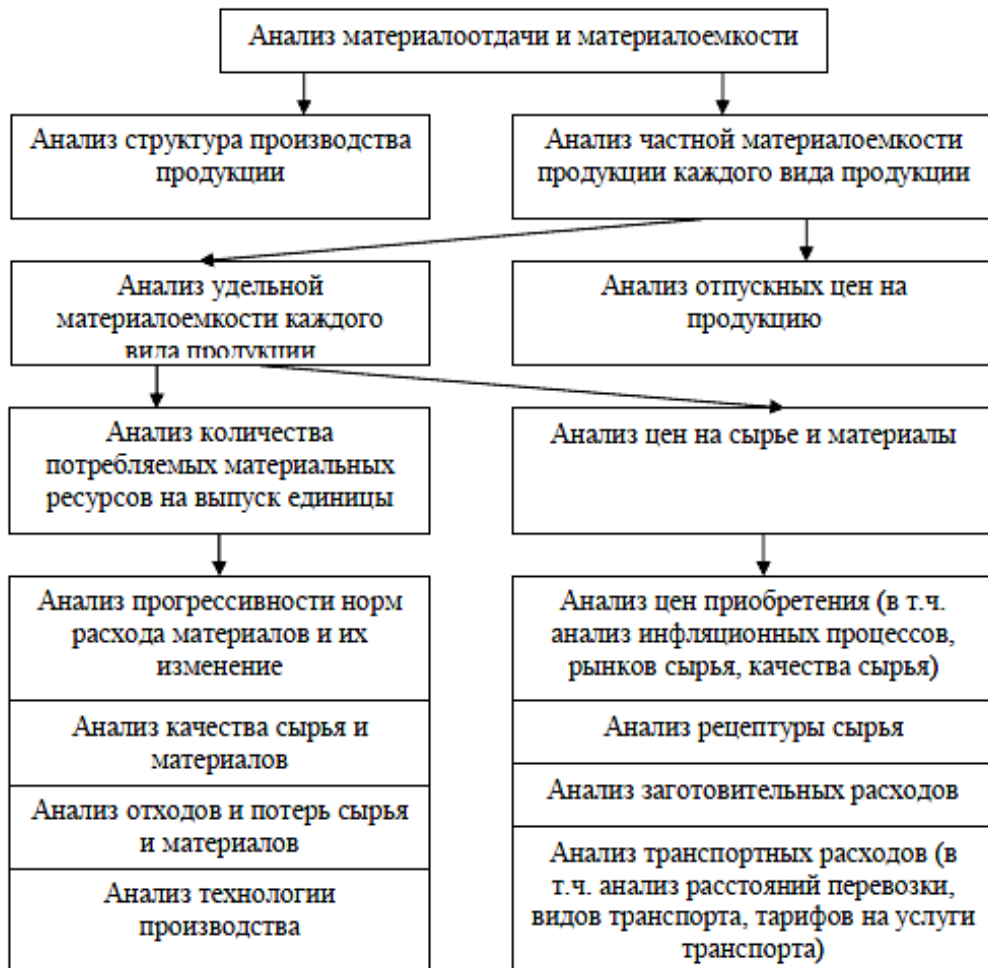 Анализ материалоотдачи и материалоемкости
Анализ структура производства
продукции
Анализ частной материалоемкости
продукции каждого вида продукции
Анализ удельной
материалоемкости каждого
вида продукции
Анализ отпускных цен на
продукцию
Анализ количества
потребляемых материальных
ресурсов на выпуск единицы
Анализ цен на сырье и материалы
Анализ прогрессивности норм
расхода материалов и их
изменение
Анализ качества сырья и
материалов
Анализ отходов и потерь сырья
и материалов
Анализ технологии
производства
Анализ цен приобретения (в т.ч.
анализ инфляционных процессов,
рынков сырья, качества сырья)
Анализ рецептуры сырья
Анализ заготовительных расходов
Анализ транспортных расходов (в
т.ч. анализ расстояний перевозки,
видов транспорта, тарифов на услуги
транспорта)